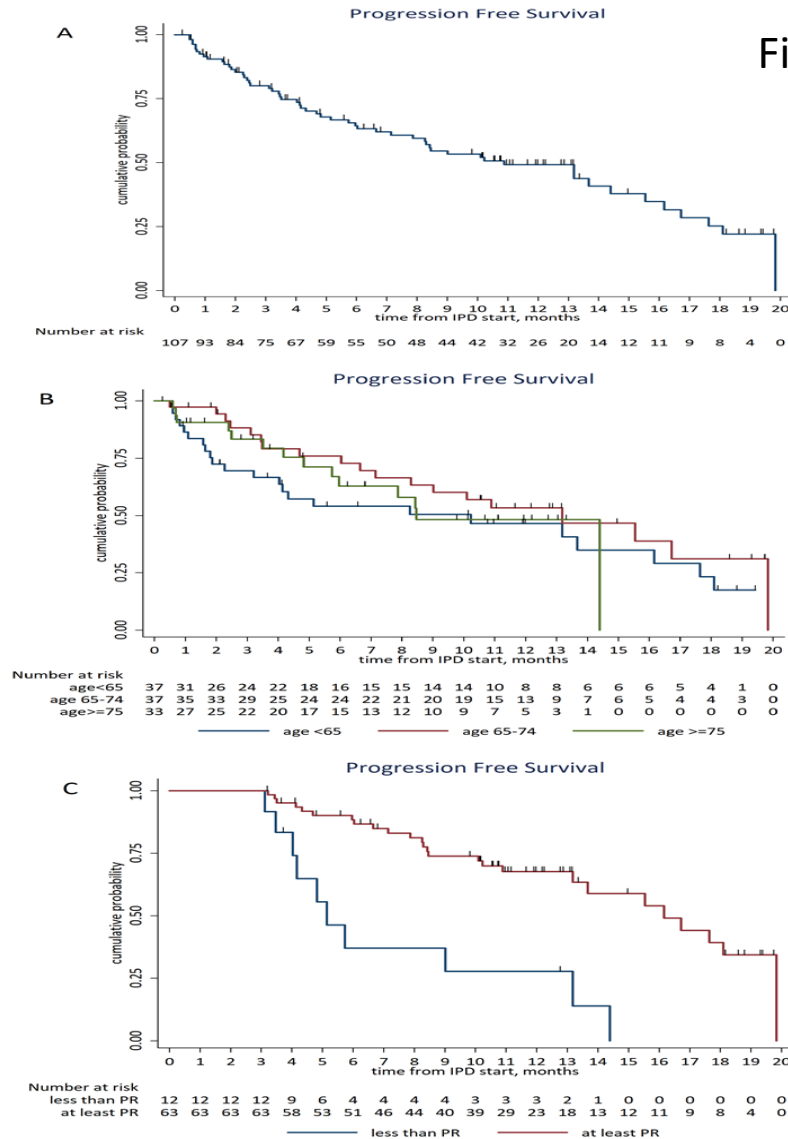 Progression Free Survival
A
Fi
1.00
0.75
0.50
0.25
0.00
cumulative probability
0 1 2 3 4 5 6 7 8 9 10 11 12 13 14 15 16 17 18 19 20
time from IPD start, months
Number at risk
107 93 84 75 67 59 55 50 48 44 42 32 26 20 14 12 11 9 8 4 0
Progression Free Survival
B
1.00
0.75
0.50
0.25
0.00
cumulative probability
0 1 2 3 4 5 6 7 8 9 10 11 12 13 14 15 16 17 18 19 20
time from IPD start, months
Number at risk
age<65 37 31 26 24 22 18 16 15 15 14 14 10 8 8 6 6 6 5 4 1 0
age 65-74 37 35 33 29 25 24 24 22 21 20 19 15 13 9 7 6 5 4 4 3 0
age>=75 33 27 25 22 20 17 15 13 12 10 9 7 5 3 1 0 0 0 0 0 0
age <65 age 65-74 age >=75
Progression Free Survival
C
1.00
0.75
0.50
0.25
0.00
cumulative probability
0 1 2 3 4 5 6 7 8 9 10 11 12 13 14 15 16 17 18 19 20
time from IPD start, months
Number at risk
less than PR 12 12 12 12 9 6 4 4 4 4 3 3 3 2 1 0 0 0 0 0 0
at least PR 63 63 63 63 58 53 51 46 44 40 39 29 23 18 13 12 11 9 8 4 0
less than PR at least PR